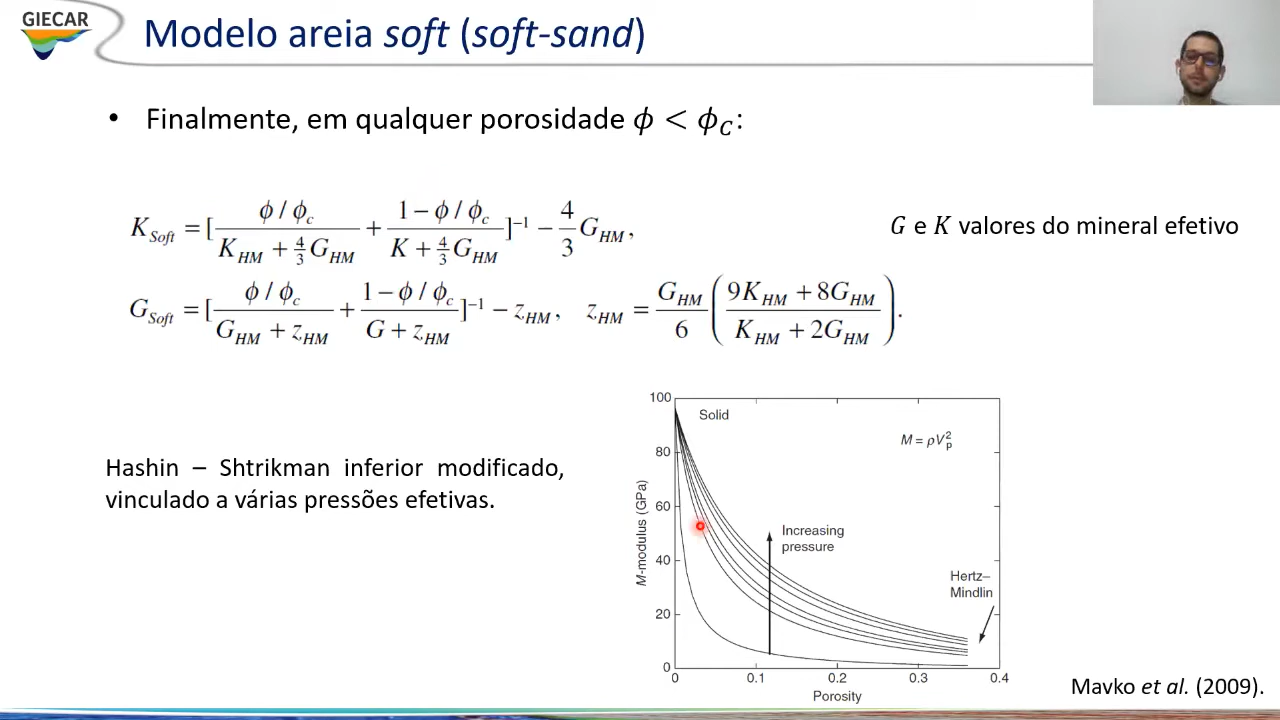 GIECAR
Modelo areia soft (soft-sand)
• Finalmente, em qualquer porosidade ϕ < ϕ_C:
K_Soft = [ (ϕ / ϕ_c) / (K_HM + 4/3 G_HM) + (1 − ϕ / ϕ_c) / (K + 4/3 G_HM) ]^−1 − 4/3 G_HM ,
G e K valores do mineral efetivo
G_Soft = [ (ϕ / ϕ_c) / (G_HM + z_HM) + (1 − ϕ / ϕ_c) / (G + z_HM) ]^−1 − z_HM , z_HM = G_HM / 6 ( (9K_HM + 8G_HM) / (K_HM + 2G_HM) ) .
Hashin – Shtrikman inferior modificado,
vinculado a várias pressões efetivas.
100
Solid
M = ρV_p^2
80
60
M-modulus (GPa)
Increasing
pressure
40
Hertz–
Mindlin
20
0
0 0.1 0.2 0.3 0.4
Porosity
Mavko et al. (2009).